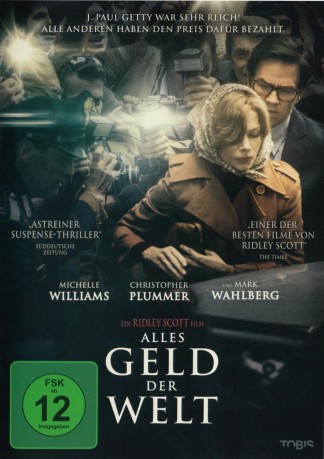 J. PAUL GETTY WAR SEHR REICH!
ALLE ANDEREN HABEN DEN PREIS DAFÜR BEZAHLT.
„ASTREINER
SUSPENSE-THRILLER"
SÜDDEUTSCHE
ZEITUNG
„EINER DER
BESTEN FILME VON
RIDLEY SCOTT"
THE TIMES
MICHELLE
WILLIAMS
CHRISTOPHER
PLUMMER
UND MARK
WAHLBERG
EIN RIDLEY SCOTT FILM
ALLES
GELD
DER
WELT
FSK
ab
12
freigegeben
TOBIS